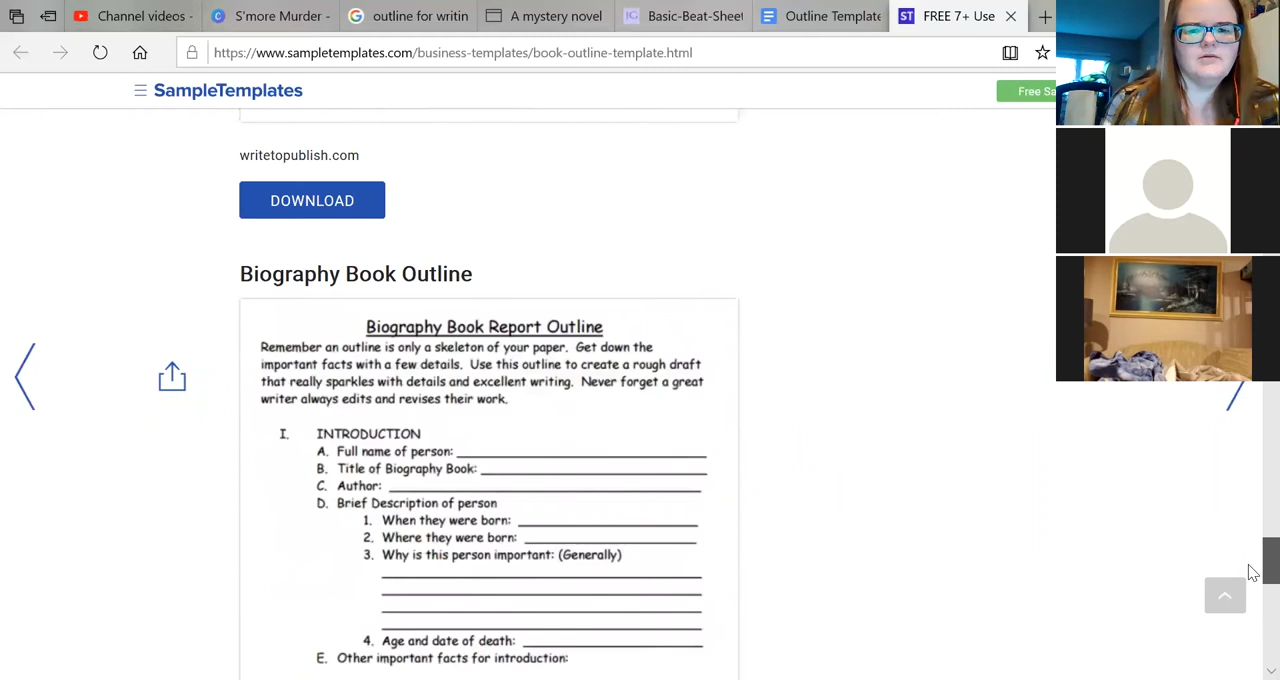 Channel videos -
S'more Murder -
outline for writin
A mystery novel
Basic-Beat-Sheet
Outline Template
ST FREE 7+ Use
https://www.sampletemplates.com/business-templates/book-outline-template.html
SampleTemplates
Free Sa
writetopublish.com
DOWNLOAD
Biography Book Outline
Biography Book Report Outline
Remember an outline is only a skeleton of your paper. Get down the
important facts with a few details. Use this outline to create a rough draft
that really sparkles with details and excellent writing. Never forget a great
writer always edits and revises their work.
I. INTRODUCTION
A. Full name of person:
B. Title of Biography Book:
C. Author:
D. Brief Description of person
1. When they were born:
2. Where they were born:
3. Why is this person important: (Generally)
4. Age and date of death:
E. Other important facts for introduction: